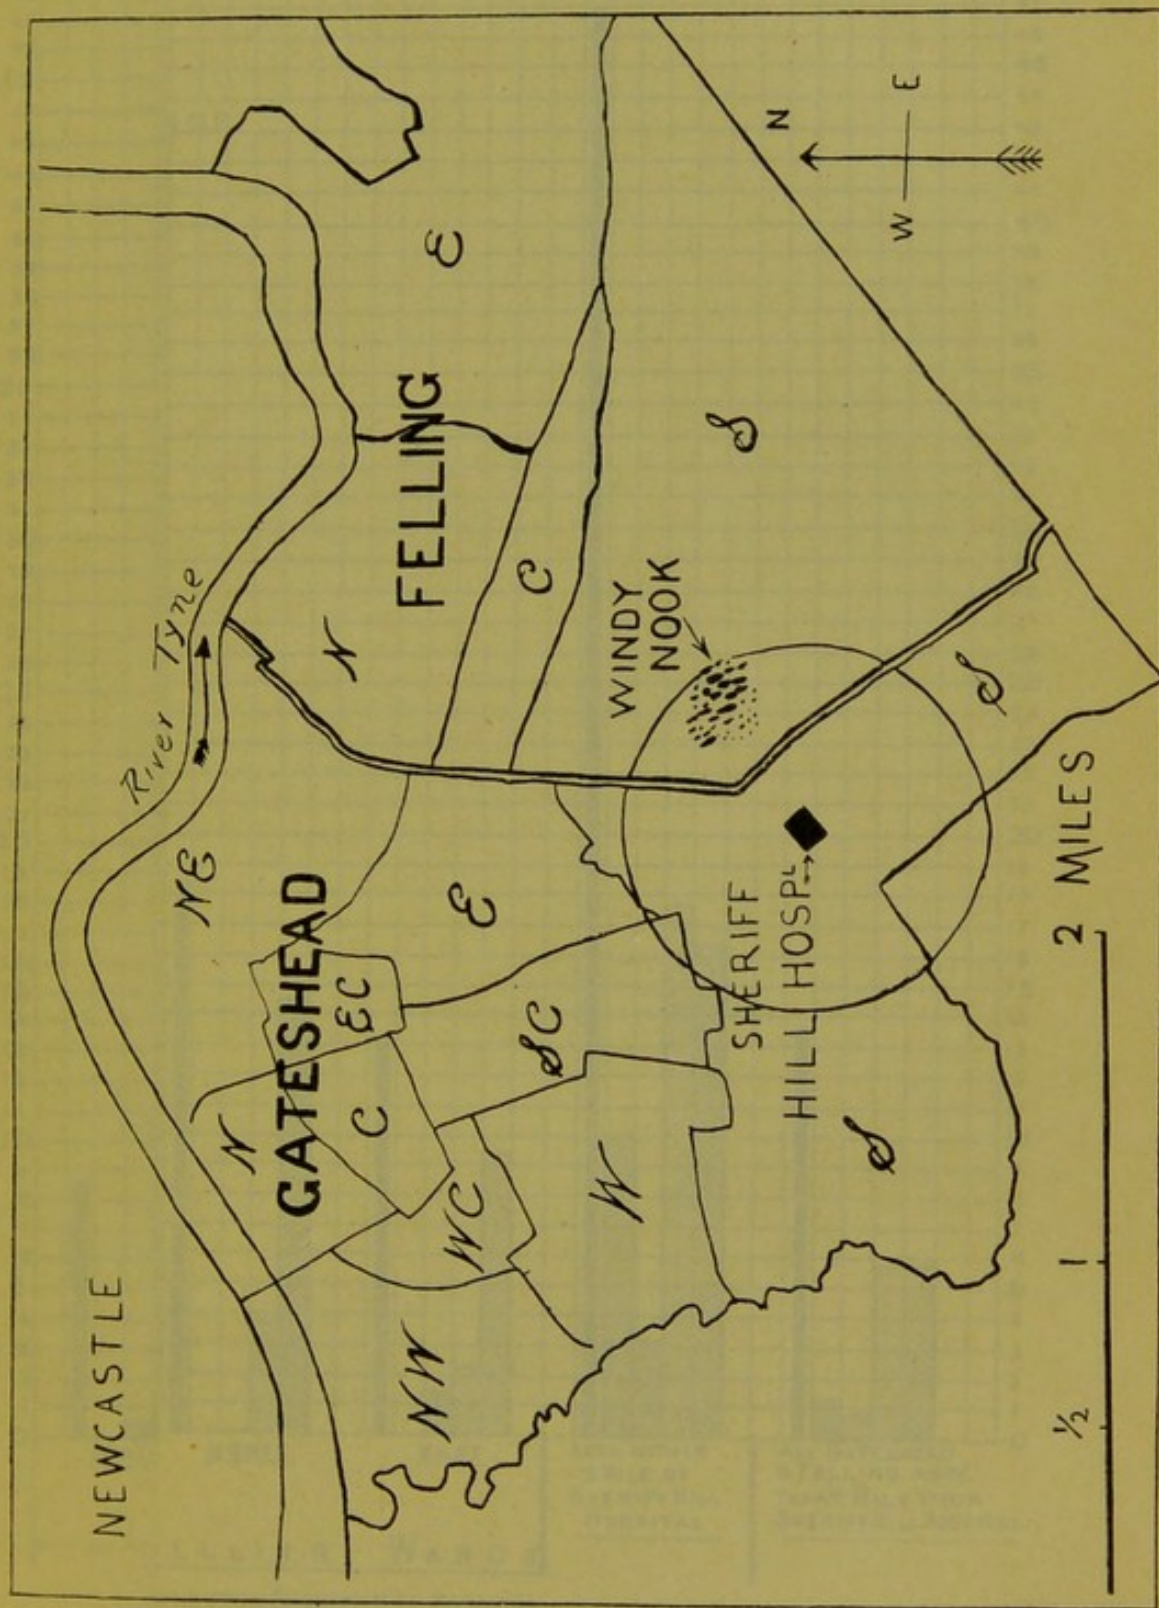 NEWCASTLE
River Tyne
N
W E
NE
N
GATESHEAD
EC
C
E
NW
WC
SC
W
S
N
FELLING
E
C
S
WINDY
NOOK
S
SHERIFF
HILL HOSPL
1/2 1 2 MILES